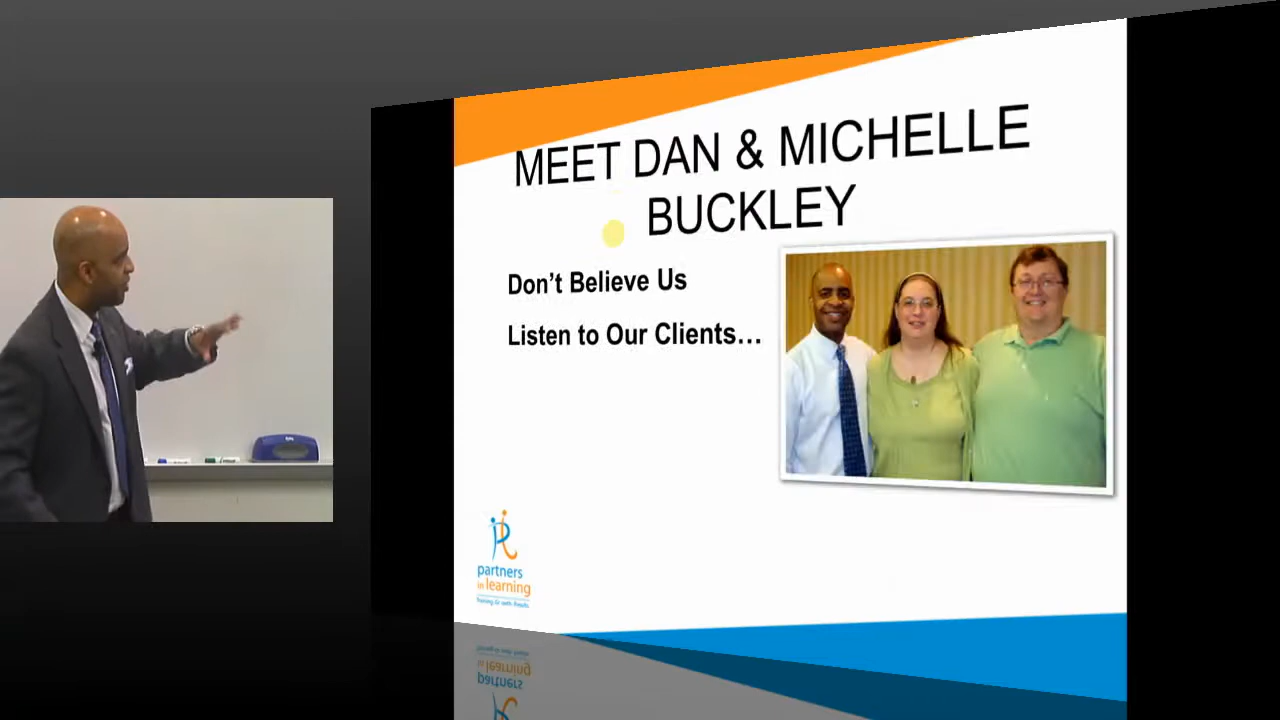 MEET DAN & MICHELLE
BUCKLEY
Don't Believe Us
Listen to Our Clients...
partners
in learning